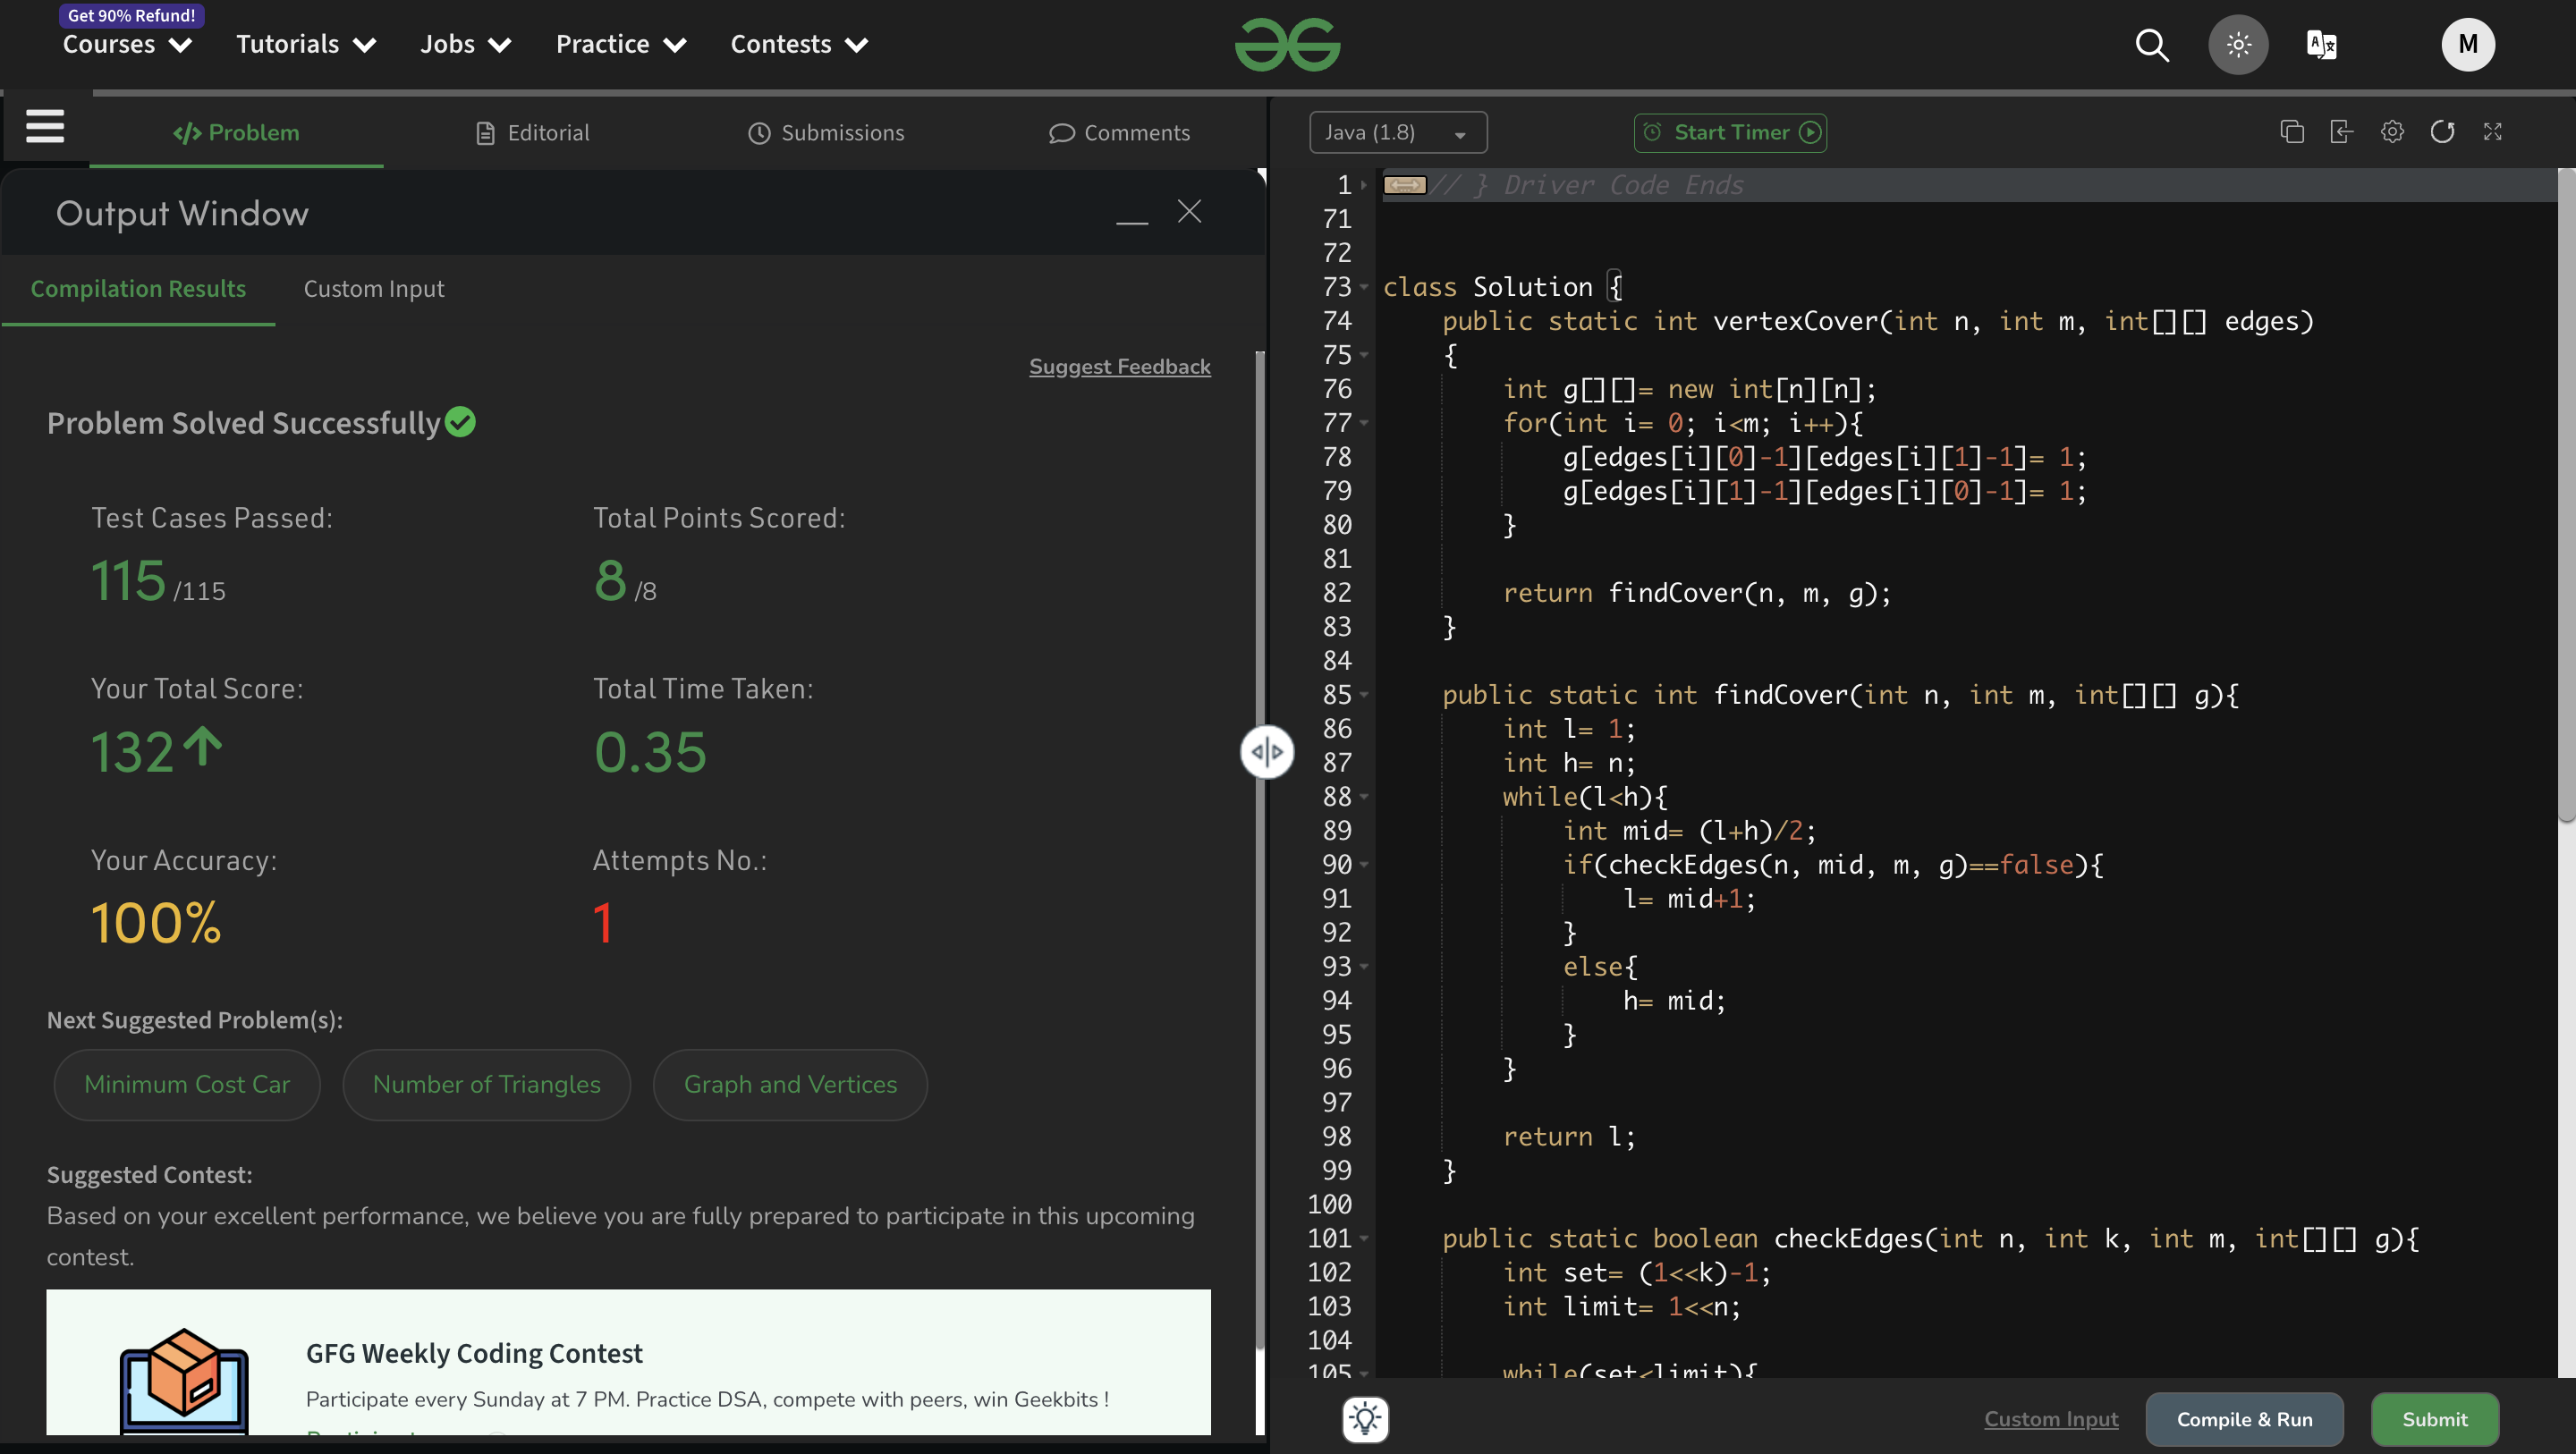 Get 90% Refund!
Courses Tutorials Jobs Practice Contests
M
Problem Editorial Submissions Comments
Output Window
Compilation Results Custom Input
Suggest Feedback
Problem Solved Successfully
Test Cases Passed: Total Points Scored:
115 /115 8 /8
Your Total Score: Total Time Taken:
132 0.35
Your Accuracy: Attempts No.:
100% 1
Next Suggested Problem(s):
Minimum Cost Car Number of Triangles Graph and Vertices
Suggested Contest:
Based on your excellent performance, we believe you are fully prepared to participate in this upcoming
contest.
GFG Weekly Coding Contest
Participate every Sunday at 7 PM. Practice DSA, compete with peers, win Geekbits !
Java (1.8) Start Timer
1 // } Driver Code Ends
71
72
73 class Solution {
74 public static int vertexCover(int n, int m, int[][] edges)
75 {
76 int g[][]= new int[n][n];
77 for(int i= 0; i<m; i++){
78 g[edges[i][0]-1][edges[i][1]-1]= 1;
79 g[edges[i][1]-1][edges[i][0]-1]= 1;
80 }
81
82 return findCover(n, m, g);
83 }
84
85 public static int findCover(int n, int m, int[][] g){
86 int l= 1;
87 int h= n;
88 while(l<h){
89 int mid= (l+h)/2;
90 if(checkEdges(n, mid, m, g)==false){
91 l= mid+1;
92 }
93 else{
94 h= mid;
95 }
96 }
97
98 return l;
99 }
100
101 public static boolean checkEdges(int n, int k, int m, int[][] g){
102 int set= (1<<k)-1;
103 int limit= 1<<n;
104
105 while(set<limit){
Custom Input Compile & Run Submit